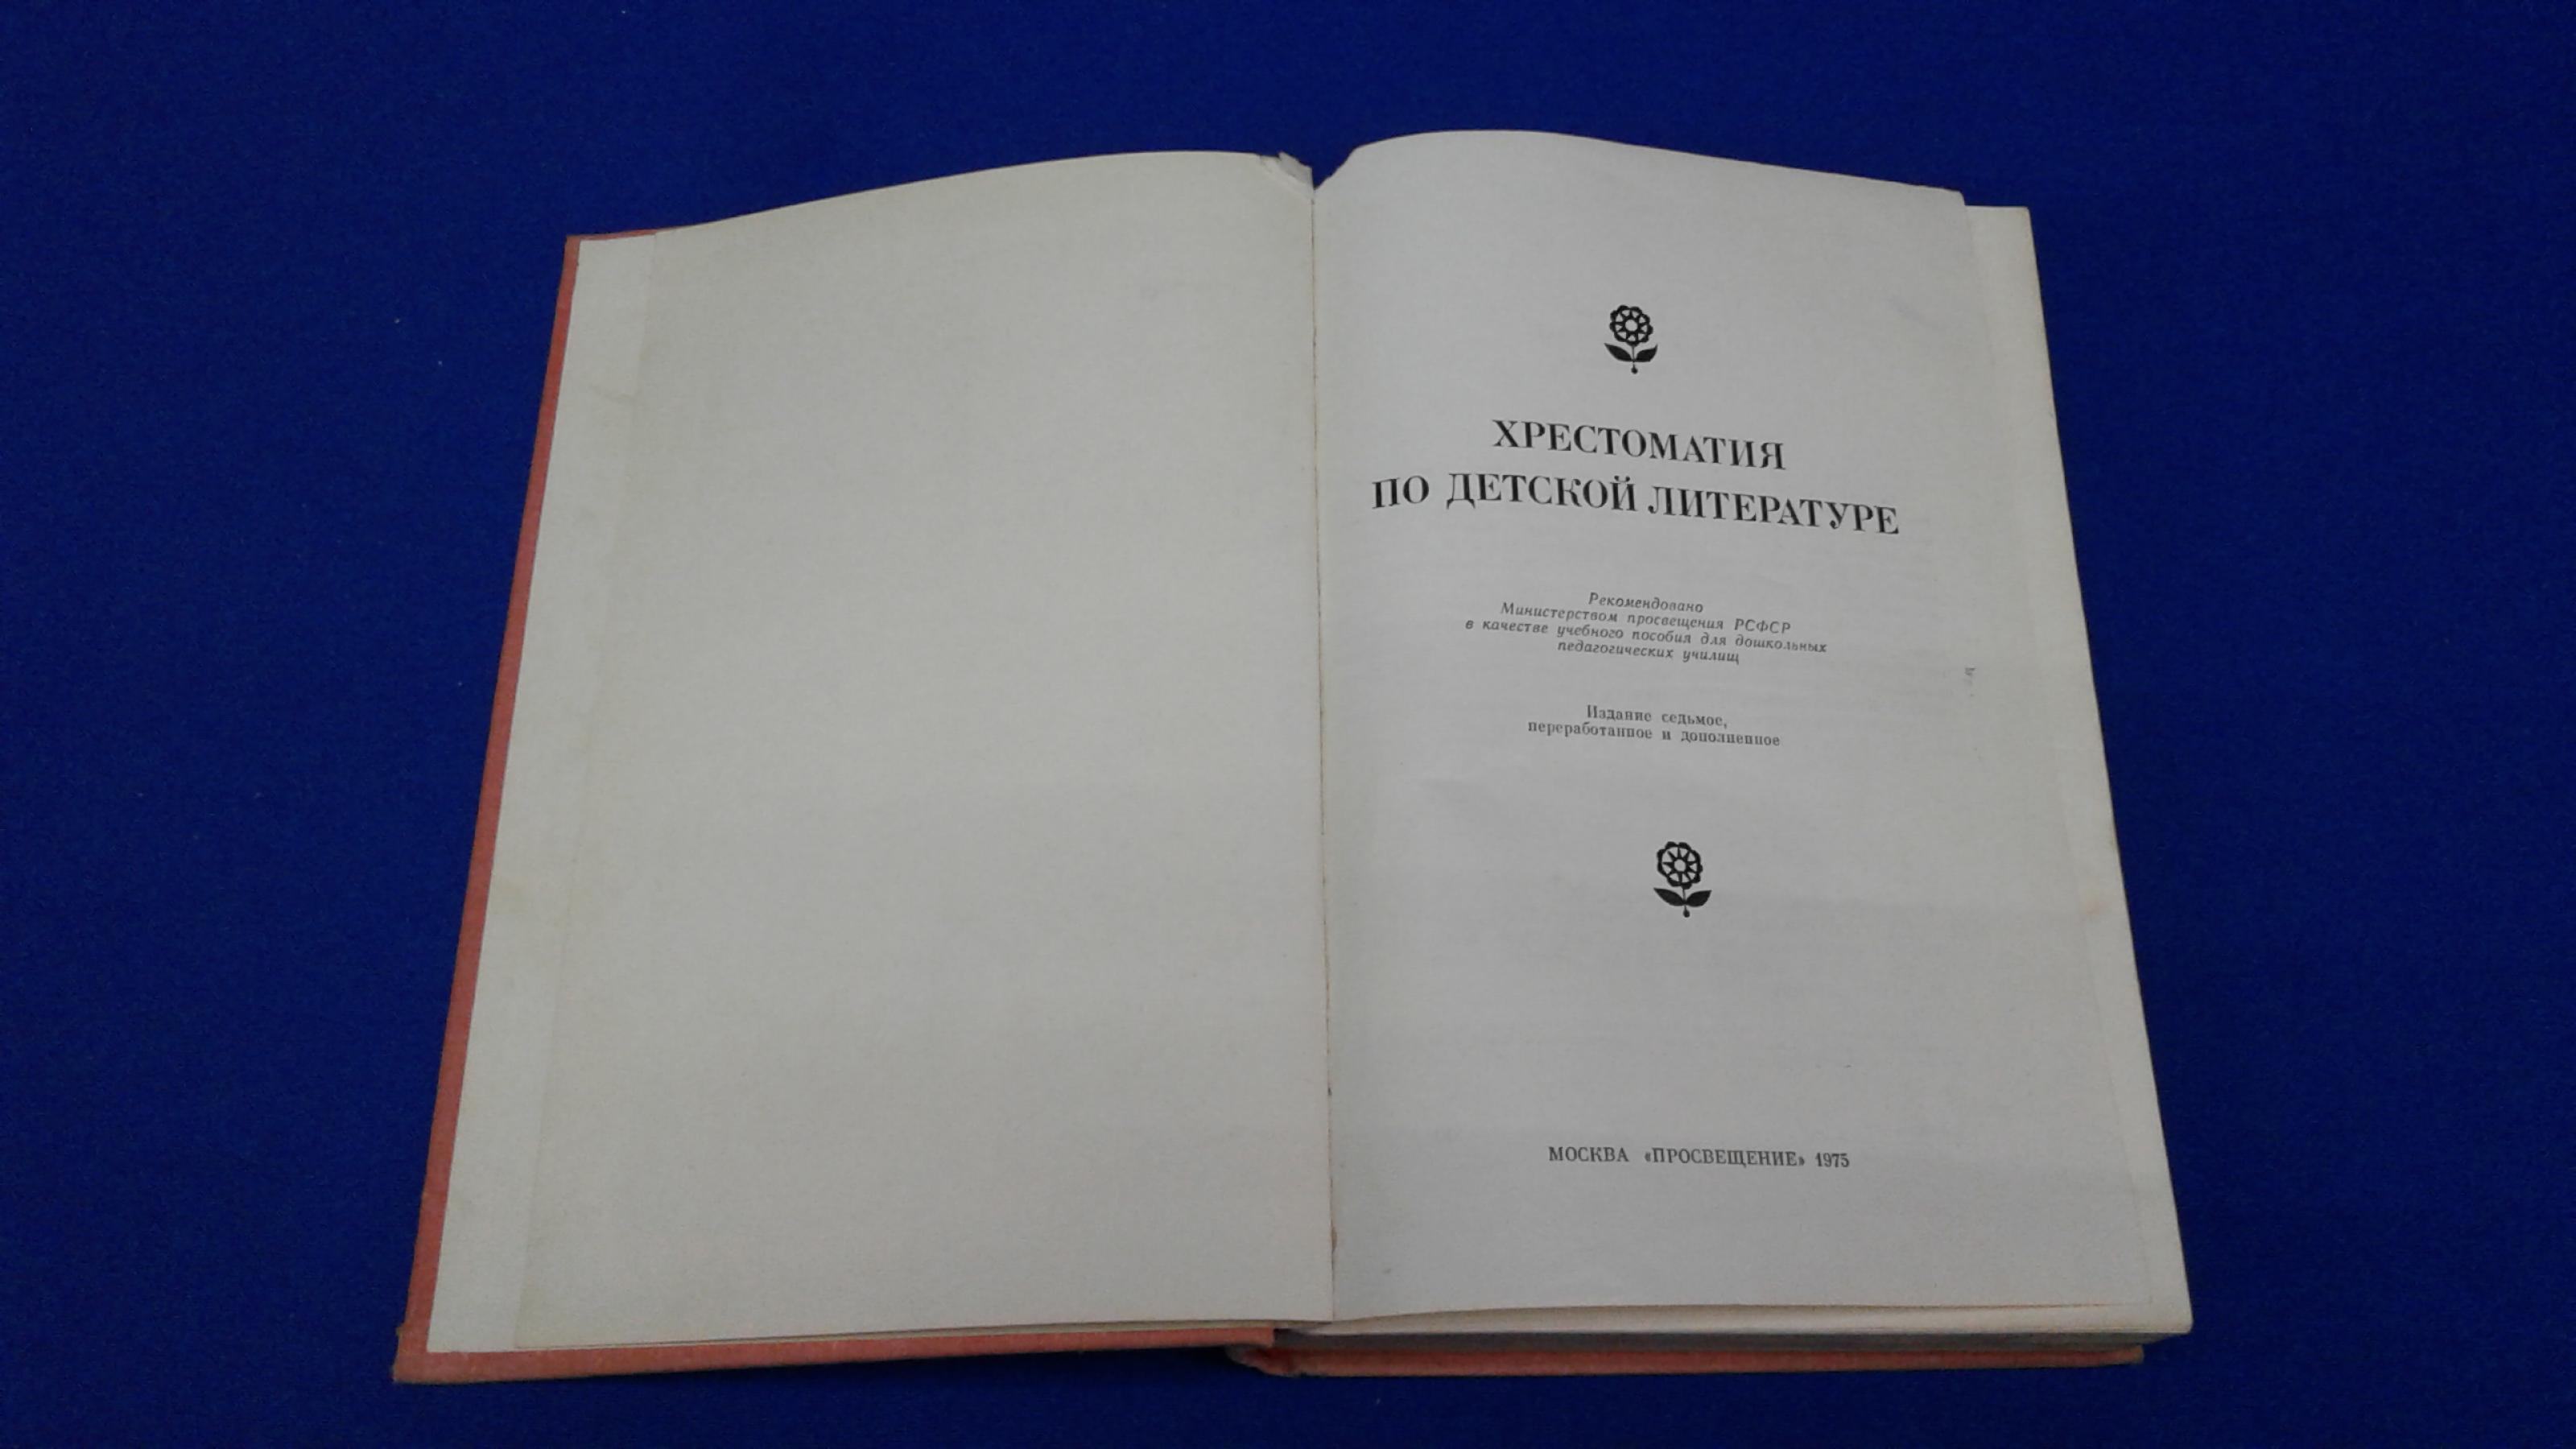 ХРЕСТОМАТИЯ
ПО ДЕТСКОЙ ЛИТЕРАТУРЕ
Рекомендовано
Министерством просвещения РСФСР
в качестве учебного пособия для дошкольных
педагогических училищ
Издание седьмое,
переработанное и дополненное
МОСКВА «ПРОСВЕЩЕНИЕ» 1975